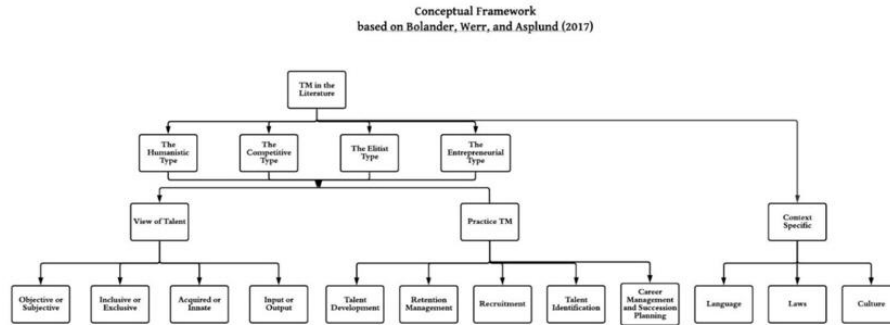 Conceptual Framework
based on Bolander, Werr, and Asplund (2017)
TM in the
Literature
The
Humanistic
Type
The
Competitive
Type
The Elitist
Type
The
Entrepreneurial
Type
View of Talent
Practice TM
Context
Specific
Objective or
Subjective
Inclusive or
Exclusive
Acquired or
Innate
Input or
Output
Talent
Development
Retention
Management
Recruitment
Talent
Identification
Career
Management
and Succession
Planning
Language
Laws
Culture